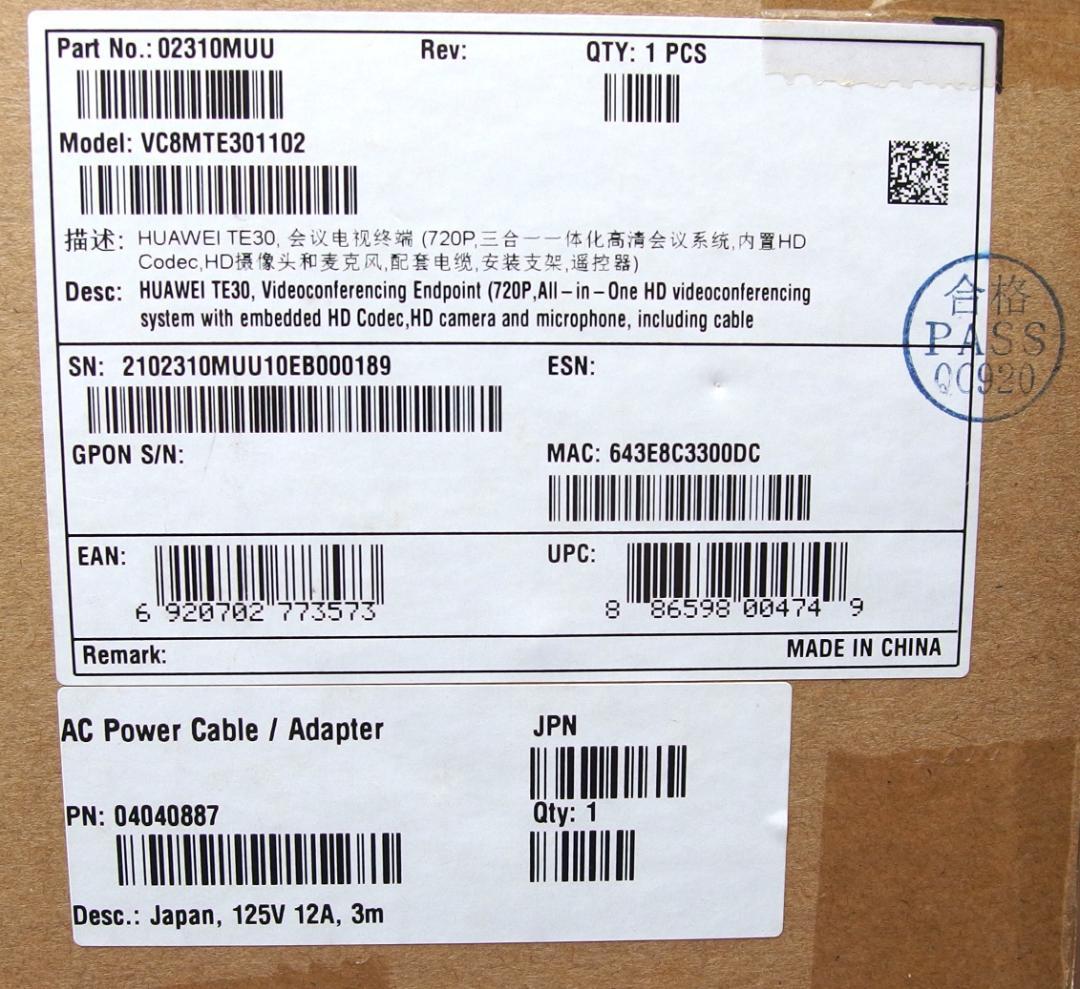 Part No.: 02310MUU Rev: QTY: 1 PCS
Model: VC8MTE301102
描述: HUAWEI TE30, 会议电视终端 (720P,三合一一体化高清会议系统,内置HD
Codec,HD摄像头和麦克风,配套电缆,安装支架,遥控器)
Desc: HUAWEI TE30, Videoconferencing Endpoint (720P,All-in-One HD videoconferencing
system with embedded HD Codec,HD camera and microphone, including cable
合格
PASS
QC920
SN: 2102310MUU10EB000189 ESN:
GPON S/N: MAC: 643E8C3300DC
EAN: UPC:
6 920702 773573 8 86598 00474 9
Remark: MADE IN CHINA
AC Power Cable / Adapter JPN
PN: 04040887 Qty: 1
Desc.: Japan, 125V 12A, 3m